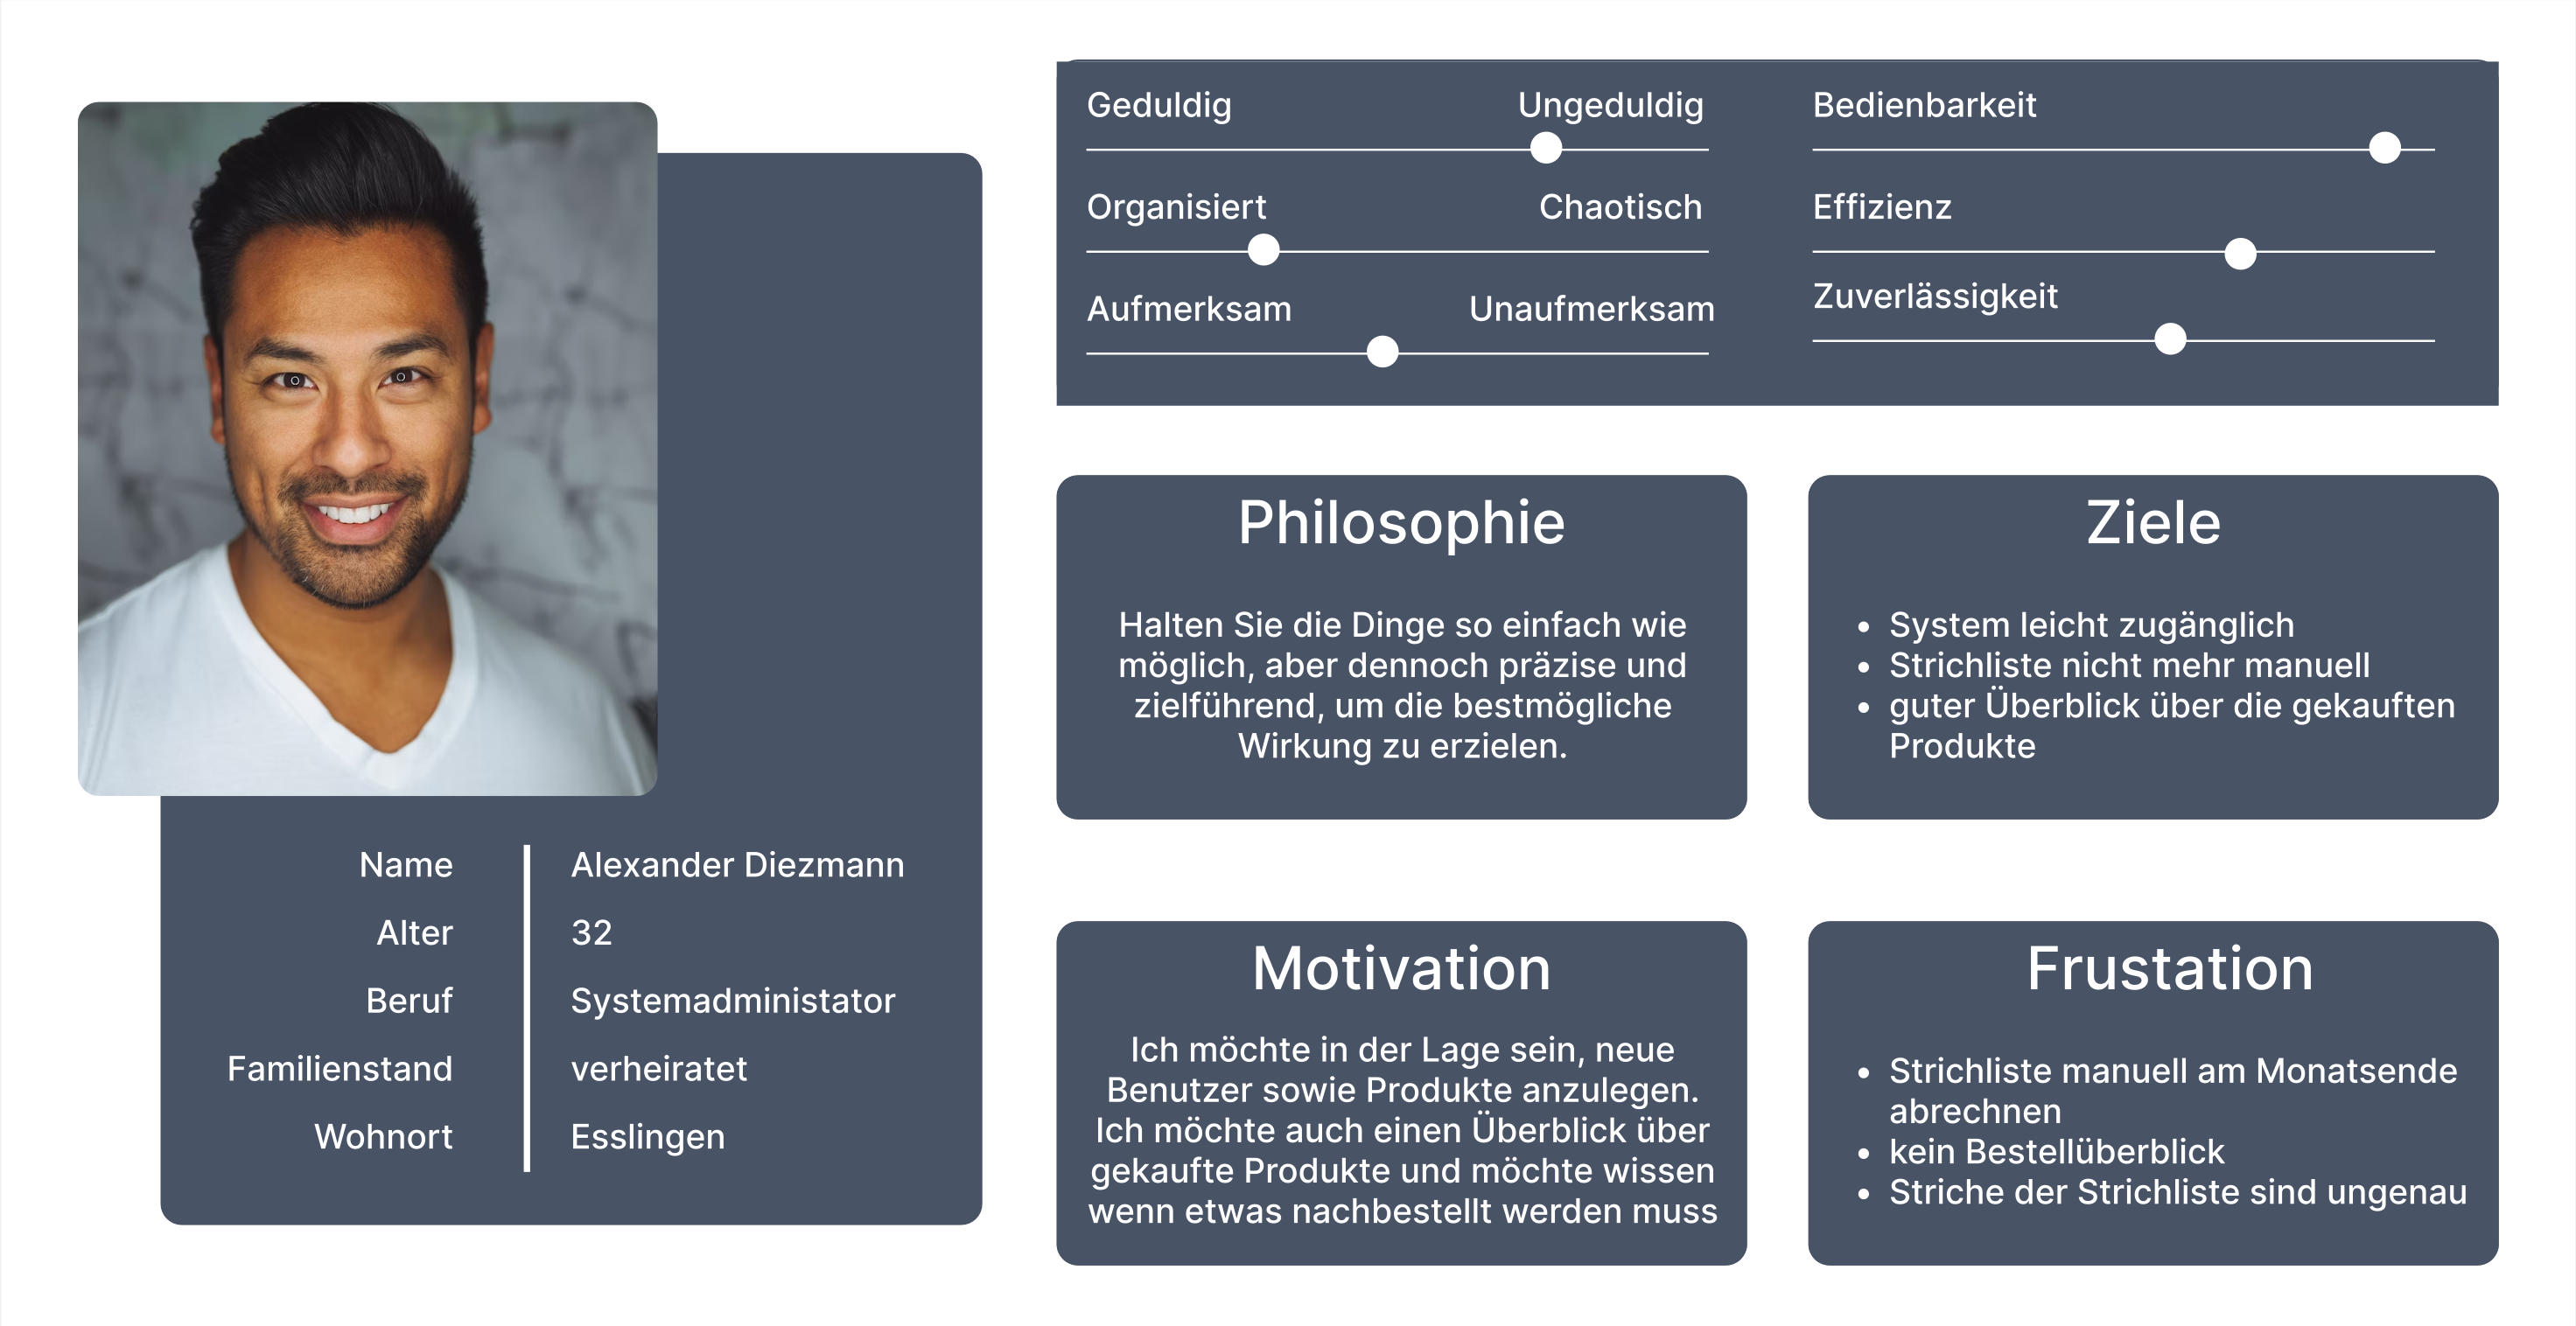 Name
Alexander Diezmann
Alter
32
Beruf
Systemadministator
Familienstand
verheiratet
Wohnort
Esslingen
Geduldig
Ungeduldig
Organisiert
Chaotisch
Aufmerksam
Unaufmerksam
Bedienbarkeit
Effizienz
Zuverlässigkeit
Philosophie
Halten Sie die Dinge so einfach wie
möglich, aber dennoch präzise und
zielführend, um die bestmögliche
Wirkung zu erzielen.
Ziele
• System leicht zugänglich
• Strichliste nicht mehr manuell
• guter Überblick über die gekauften
Produkte
Motivation
Ich möchte in der Lage sein, neue
Benutzer sowie Produkte anzulegen.
Ich möchte auch einen Überblick über
gekaufte Produkte und möchte wissen
wenn etwas nachbestellt werden muss
Frustation
• Strichliste manuell am Monatsende
abrechnen
• kein Bestellüberblick
• Striche der Strichliste sind ungenau